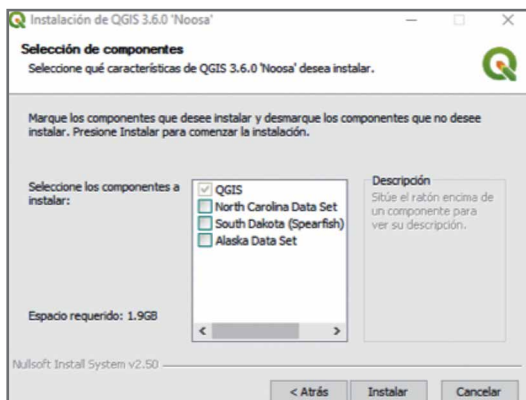 Instalación de QGIS 3.6.0 'Noosa'
Selección de componentes
Seleccione qué características de QGIS 3.6.0 'Noosa' desea instalar.
Marque los componentes que desee instalar y desmarque los componentes que no desee
instalar. Presione Instalar para comenzar la instalación.
Seleccione los componentes a
instalar:
QGIS
North Carolina Data Set
South Dakota (Spearfish)
Alaska Data Set
Descripción
Sitúe el ratón encima de
un componente para
ver su descripción.
Espacio requerido: 1.9GB
Nullsoft Install System v2.50
< Atrás
Instalar
Cancelar